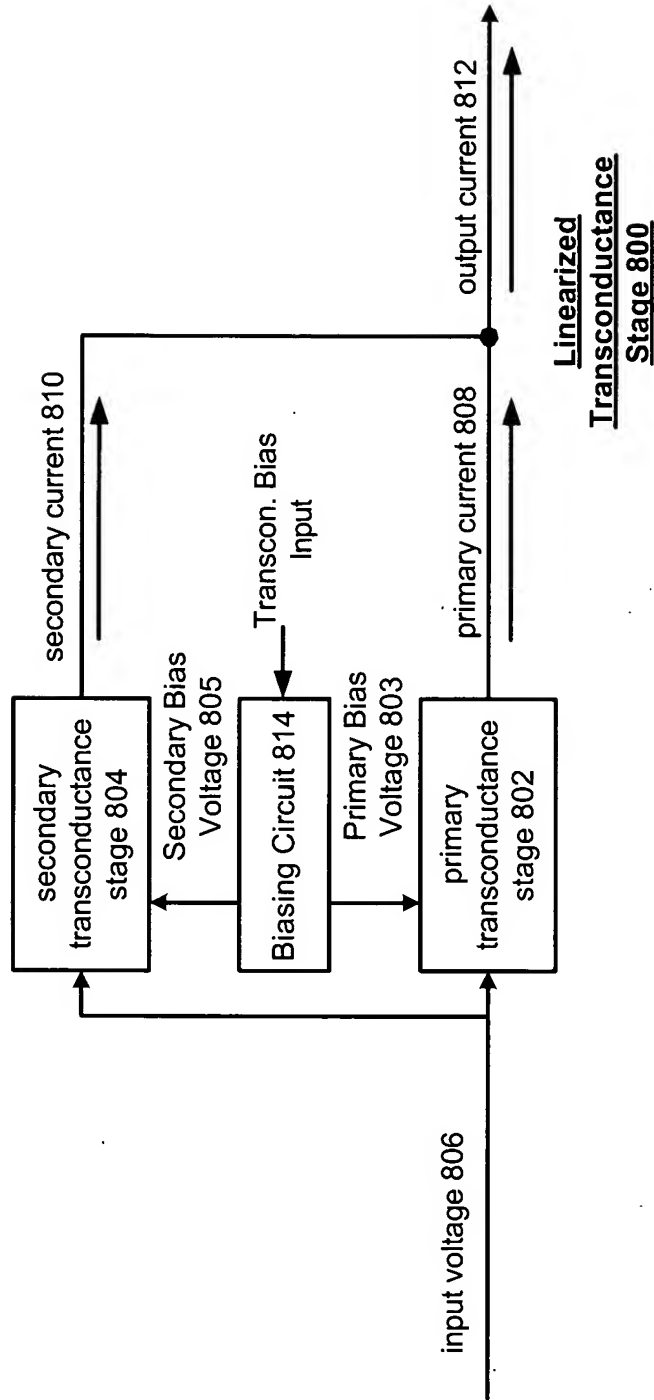 secondary current 810
secondary
transconductance
stage 804
Secondary Bias
Voltage 805
Transcon. Bias
Input
Biasing Circuit 814
Primary Bias
Voltage 803
input voltage 806
primary
transconductance
stage 802
primary current 808
output current 812
Linearized
Transconductance
Stage 800